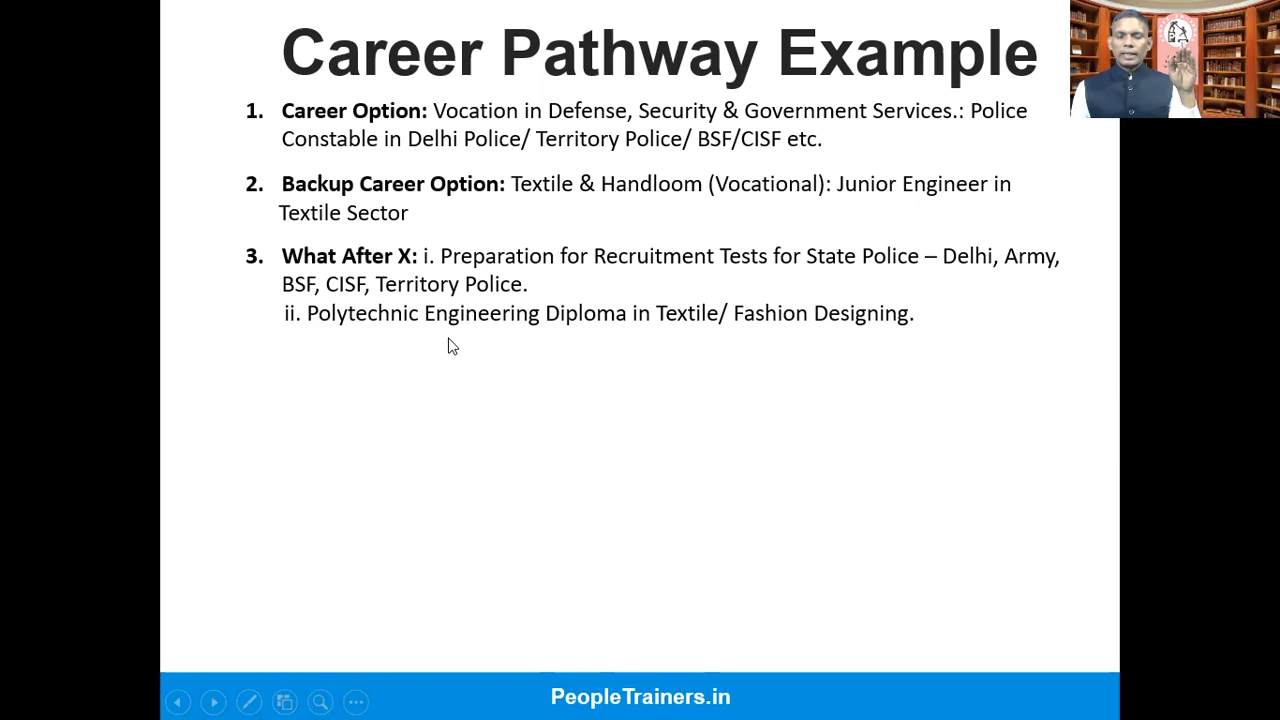 Career Pathway Example
1. Career Option: Vocation in Defense, Security & Government Services.: Police
Constable in Delhi Police/ Territory Police/ BSF/CISF etc.
2. Backup Career Option: Textile & Handloom (Vocational): Junior Engineer in
Textile Sector
3. What After X: i. Preparation for Recruitment Tests for State Police – Delhi, Army,
BSF, CISF, Territory Police.
ii. Polytechnic Engineering Diploma in Textile/ Fashion Designing.
PeopleTrainers.in